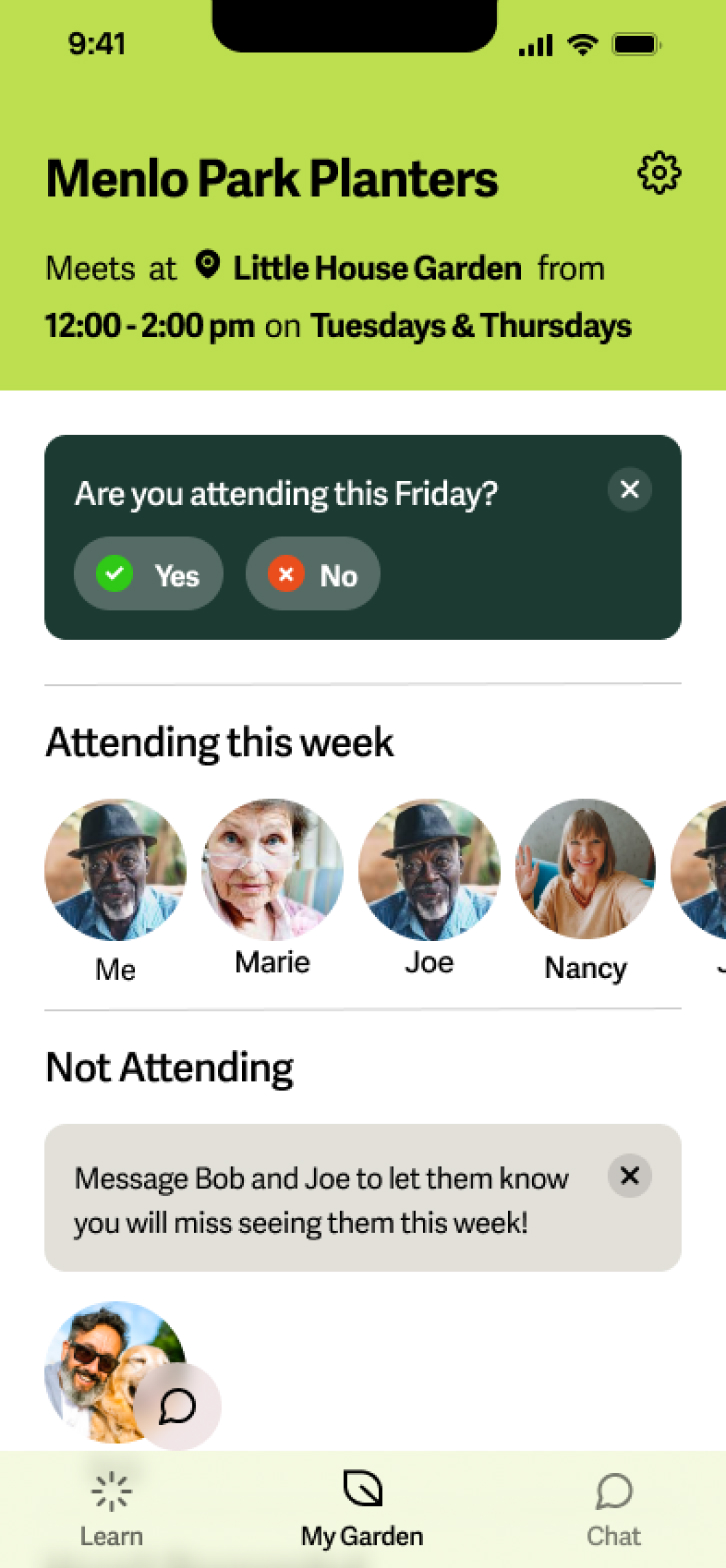 9:41
Menlo Park Planters
Meets at Little House Garden from
12:00 - 2:00 pm on Tuesdays & Thursdays
Are you attending this Friday?
Yes No
Attending this week
Me Marie Joe Nancy
Not Attending
Message Bob and Joe to let them know
you will miss seeing them this week!
Learn My Garden Chat